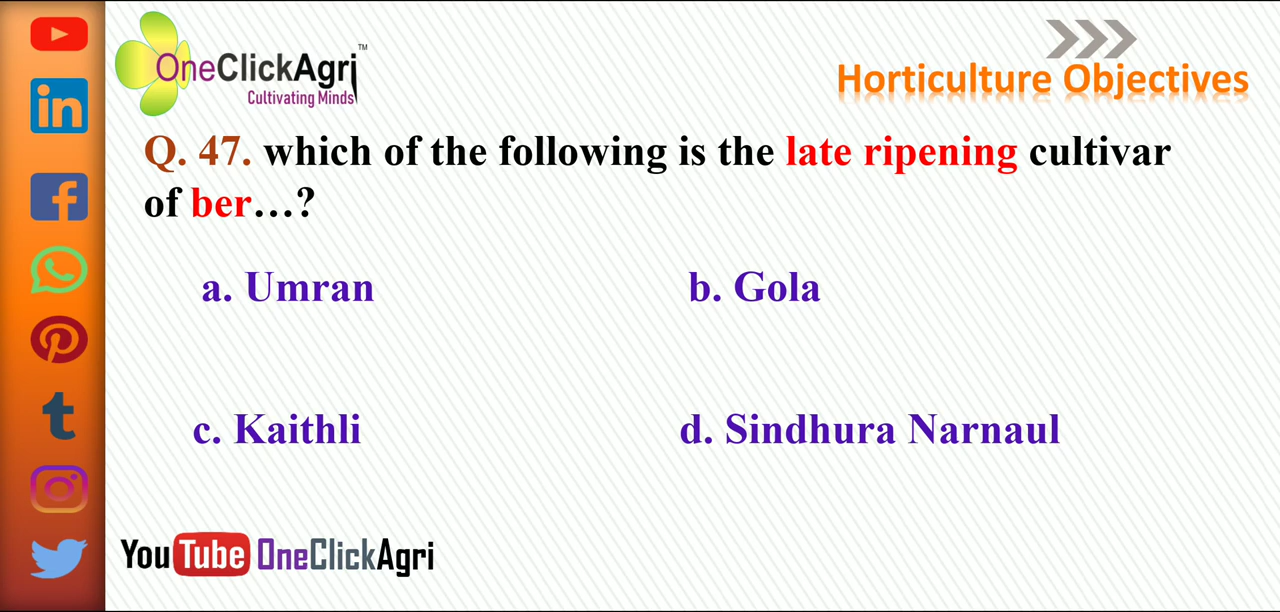 OneClickAgri™
Cultivating Minds
Horticulture Objectives
Q. 47. which of the following is the late ripening cultivar
of ber…?
a. Umran
b. Gola
c. Kaithli
d. Sindhura Narnaul
YouTube OneClickAgri